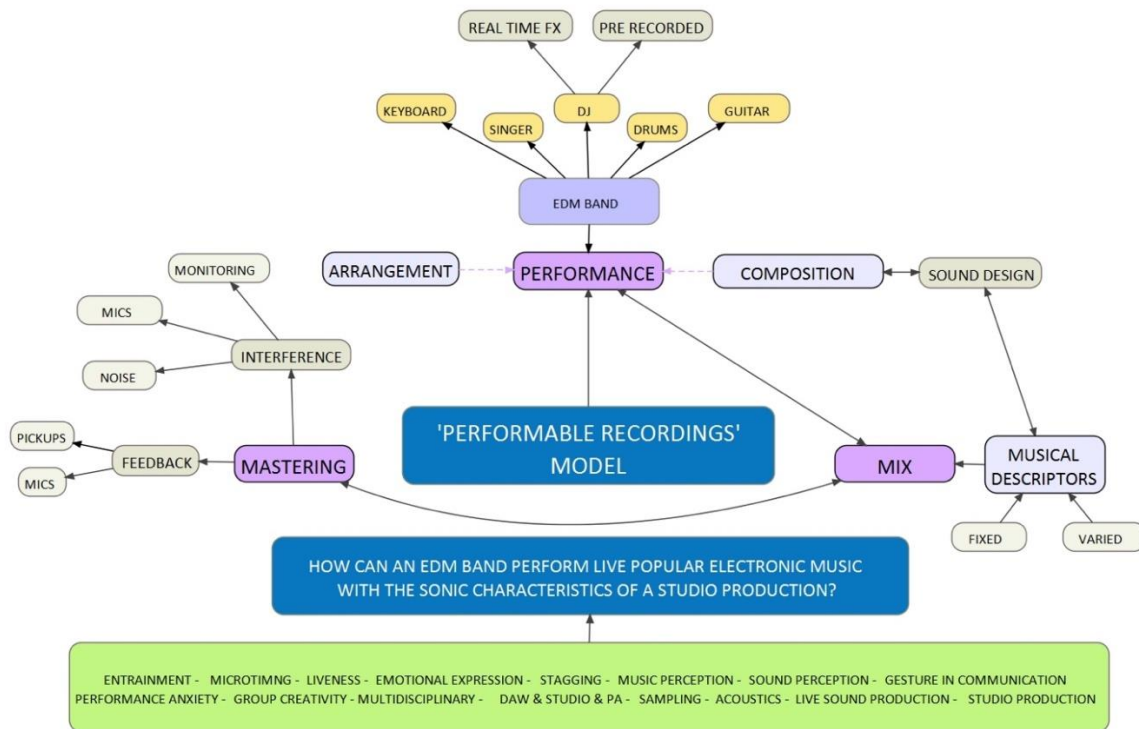 REAL TIME FX
PRE RECORDED
KEYBOARD
SINGER
DJ
DRUMS
GUITAR
EDM BAND
ARRANGEMENT
PERFORMANCE
COMPOSITION
SOUND DESIGN
MONITORING
MICS
INTERFERENCE
NOISE
'PERFORMABLE RECORDINGS'
MODEL
PICKUPS
FEEDBACK
MASTERING
MICS
MIX
MUSICAL
DESCRIPTORS
FIXED
VARIED
HOW CAN AN EDM BAND PERFORM LIVE POPULAR ELECTRONIC MUSIC
WITH THE SONIC CHARACTERISTICS OF A STUDIO PRODUCTION?
ENTRAINMENT - MICROTIMNG - LIVENESS - EMOTIONAL EXPRESSION - STAGGING - MUSIC PERCEPTION - SOUND PERCEPTION - GESTURE IN COMMUNICATION
PERFORMANCE ANXIETY - GROUP CREATIVITY - MULTIDISCIPLINARY - DAW & STUDIO & PA - SAMPLING - ACOUSTICS - LIVE SOUND PRODUCTION - STUDIO PRODUCTION